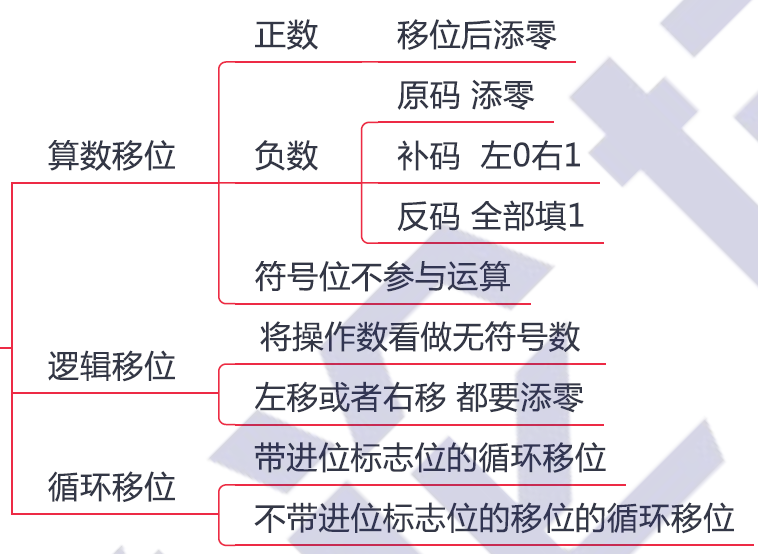 正数 移位后添零
原码 添零
算数移位 负数 补码 左0右1
反码 全部填1
符号位不参与运算
将操作数看做无符号数
逻辑移位
左移或者右移 都要添零
带进位标志位的循环移位
循环移位
不带进位标志位的移位的循环移位